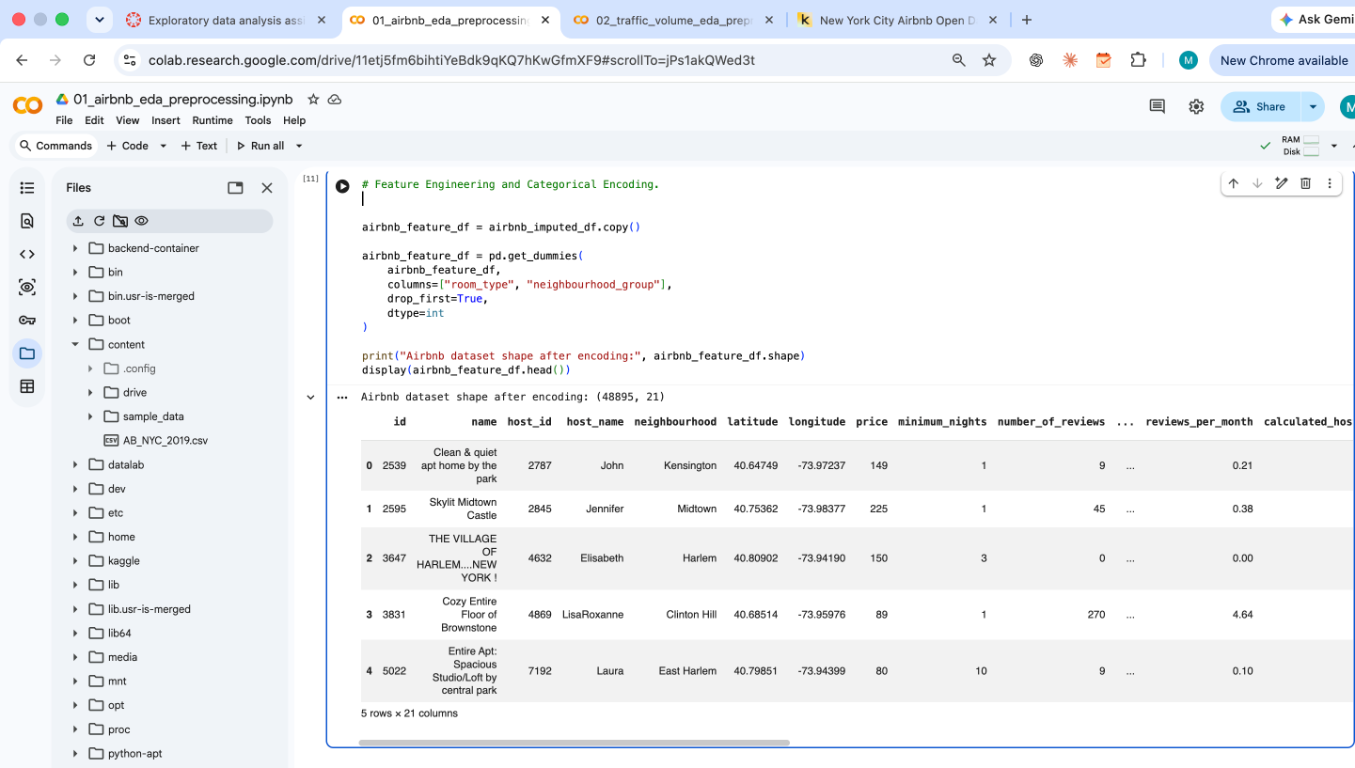 Exploratory data analysis assi
01_airbnb_eda_preprocessin
02_traffic_volume_eda_prep
New York City Airbnb Open D
Ask Gemi
colab.research.google.com/drive/11etj5fm6bihtiYeBdk9qKQ7hKwGfmXF9#scrollTo=jPs1akQWed3t
M
New Chrome available
01_airbnb_eda_preprocessing.ipynb
Share
M
File Edit View Insert Runtime Tools Help
Commands + Code + Text Run all
RAM
Disk
Files
backend-container
bin
bin.usr-is-merged
boot
content
.config
drive
sample_data
CSV AB_NYC_2019.csv
datalab
dev
etc
home
kaggle
lib
lib.usr-is-merged
lib64
media
mnt
opt
proc
python-apt
[11]
# Feature Engineering and Categorical Encoding.
airbnb_feature_df = airbnb_imputed_df.copy()
airbnb_feature_df = pd.get_dummies(
    airbnb_feature_df,
    columns=["room_type", "neighbourhood_group"],
    drop_first=True,
    dtype=int
)
print("Airbnb dataset shape after encoding:", airbnb_feature_df.shape)
display(airbnb_feature_df.head())
... Airbnb dataset shape after encoding: (48895, 21)
id name host_id host_name neighbourhood latitude longitude price minimum_nights number_of_reviews ... reviews_per_month calculated_hos
Clean & quiet
0 2539 apt home by the 2787 John Kensington 40.64749 -73.97237 149 1 9 ... 0.21
park
Skylit Midtown
1 2595 Castle 2845 Jennifer Midtown 40.75362 -73.98377 225 1 45 ... 0.38
THE VILLAGE
OF
2 3647 HARLEM....NEW 4632 Elisabeth Harlem 40.80902 -73.94190 150 3 0 ... 0.00
YORK !
Cozy Entire
3 3831 Floor of 4869 LisaRoxanne Clinton Hill 40.68514 -73.95976 89 1 270 ... 4.64
Brownstone
Entire Apt:
Spacious
4 5022 Studio/Loft by 7192 Laura East Harlem 40.79851 -73.94399 80 10 9 ... 0.10
central park
5 rows × 21 columns